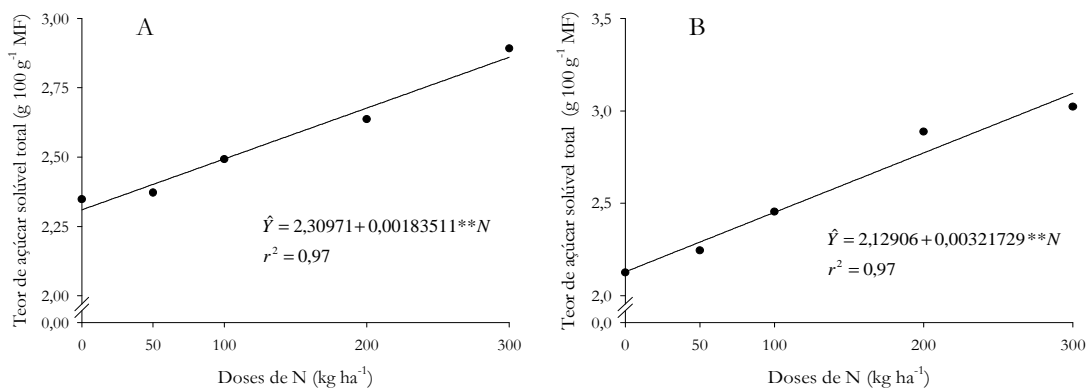 A
Teor de açúcar solúvel total (g 100 g⁻¹ MF)
3,00
2,75
2,50
2,25
2,00
0,00
Ŷ = 2,30971+0,00183511**N
r² = 0,97
0 50 100 200 300
Doses de N (kg ha⁻¹)
B
Teor de açúcar solúvel total (g 100 g⁻¹ MF)
3,5
3,0
2,5
2,0
0,0
Ŷ = 2,12906+0,00321729**N
r² = 0,97
0 50 100 200 300
Doses de N (kg ha⁻¹)